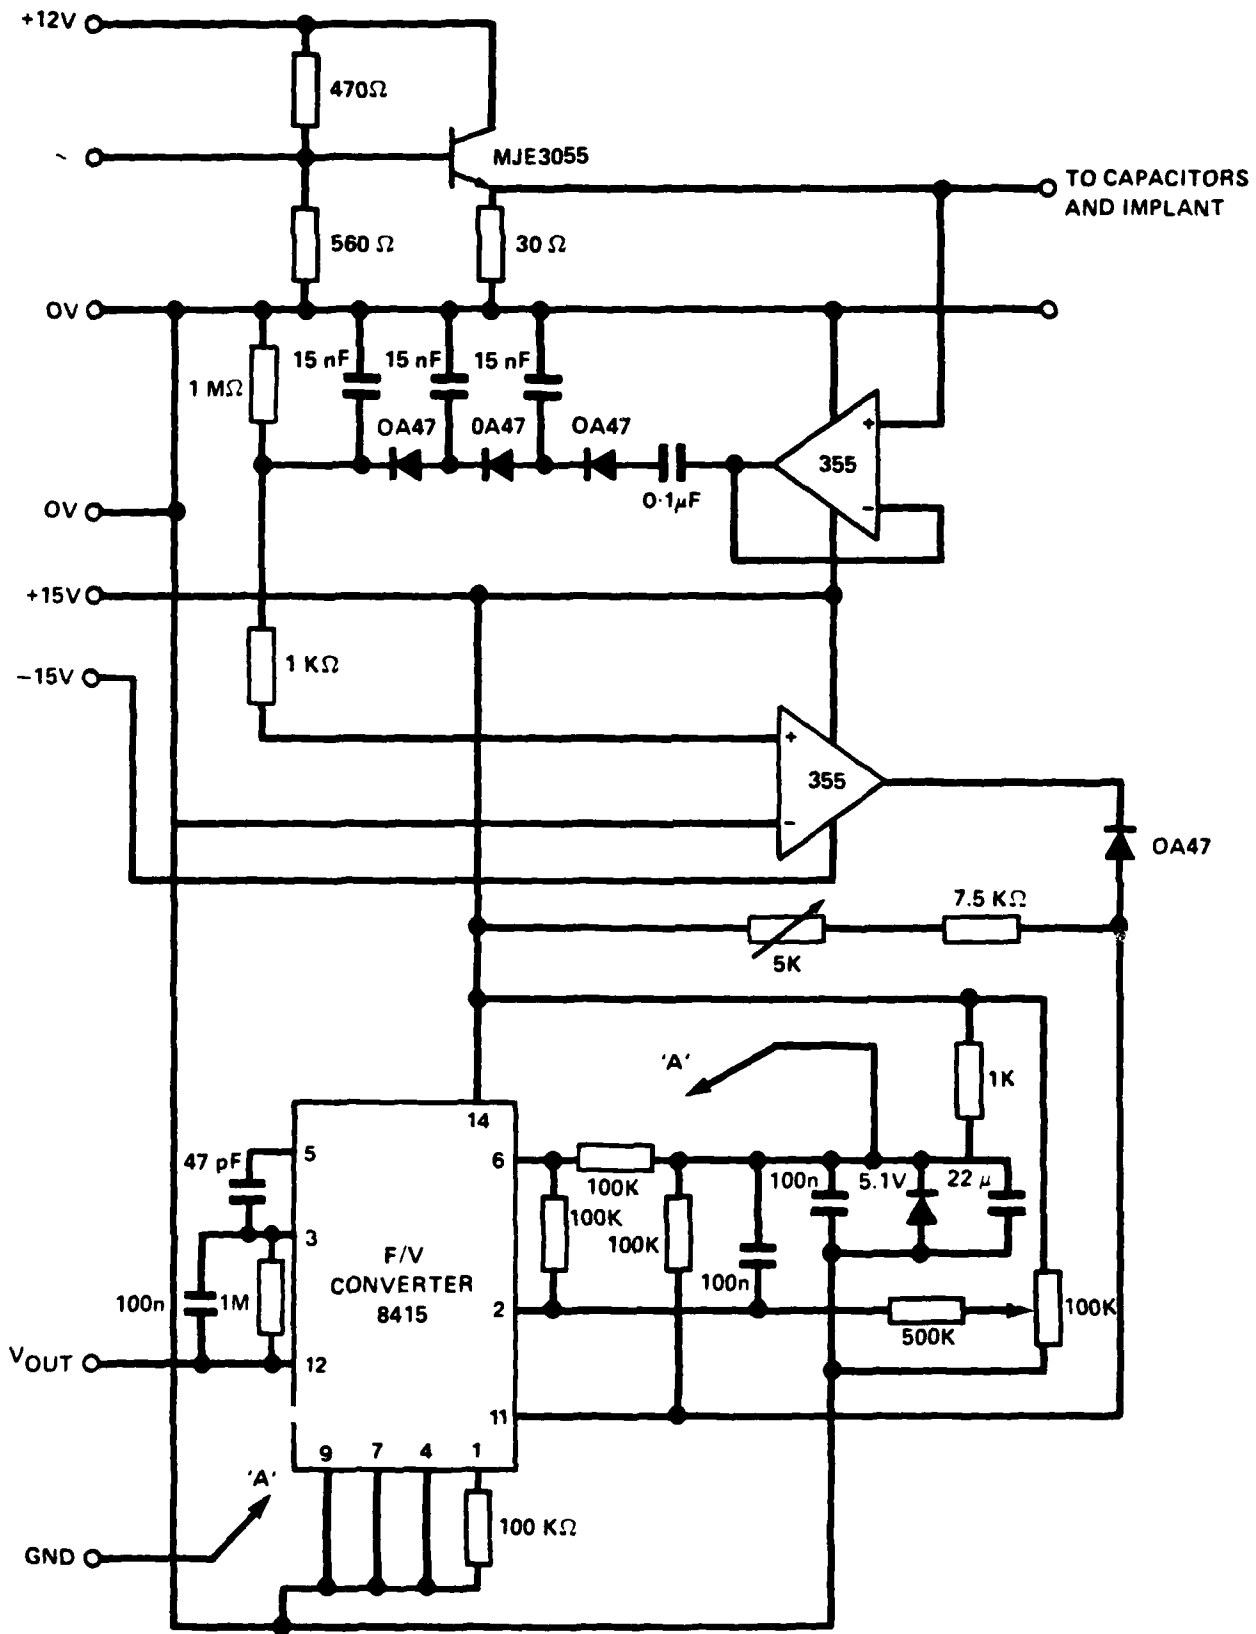 +12V
470Ω
~
MJE3055
TO CAPACITORS
AND IMPLANT
560 Ω
30 Ω
0V
15 nF
15 nF
15 nF
1 MΩ
OA47
0A47
OA47
+
355
-
0·1μF
0V
+15V
1 KΩ
-15V
+
355
-
OA47
7.5 KΩ
5K
'A'
1K
14
47 pF
5
6
100K
100n
5.1V
22 μ
100K
100K
3
F/V
CONVERTER
8415
100n
1M
100n
2
500K
100K
VOUT
12
11
9
7
4
1
'A'
100 KΩ
GND